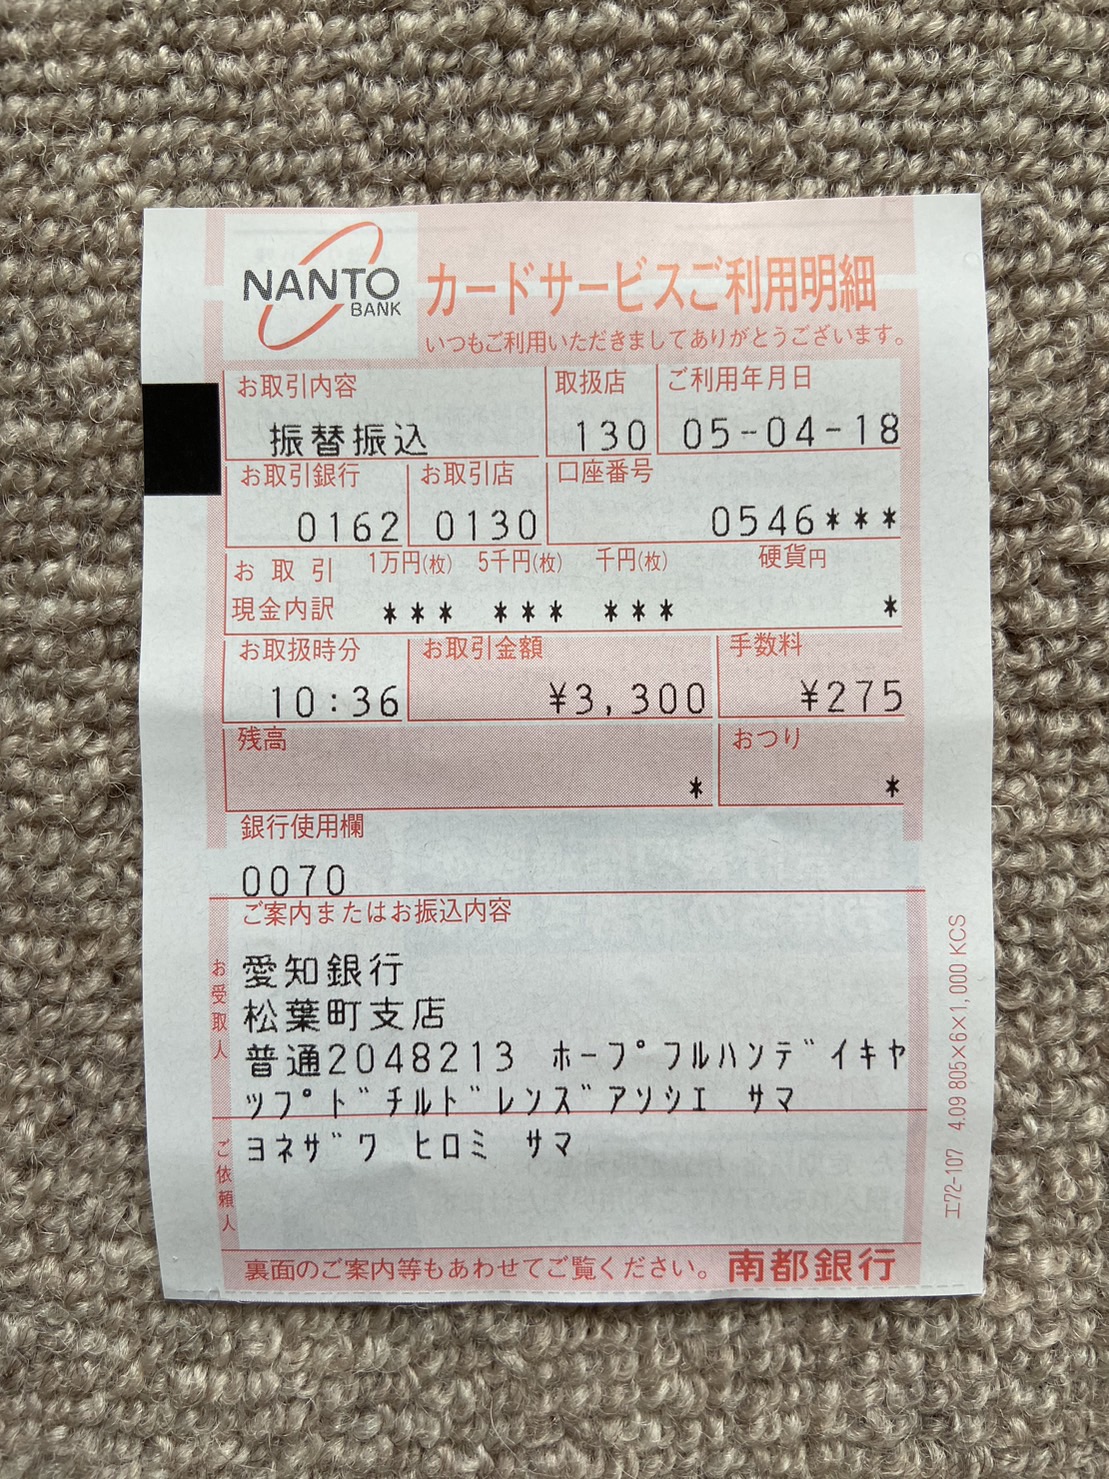 NANTO
BANK
カードサービスご利用明細
いつもご利用いただきましてありがとうございます。
お取引内容 取扱店 ご利用年月日
振替振込 130 05-04-18
お取引銀行 お取引店 口座番号
0162 0130 0546***
お取引 1万円(枚) 5千円(枚) 千円(枚) 硬貨円
現金内訳 *** *** *** *
お取扱時分 お取引金額 手数料
10:36 ¥3,300 ¥275
残高 おつり
* *
銀行使用欄
0070
ご案内またはお振込内容
お受取人
愛知銀行
松葉町支店
普通2048213 ホープフルハンデイキヤ
ツプドチルドレンズアソシエ サマ
ご依頼人
ヨネザワ ヒロミ サマ
裏面のご案内等もあわせてご覧ください。 南都銀行
工72-107 4.09 805×6×1,000 KCS